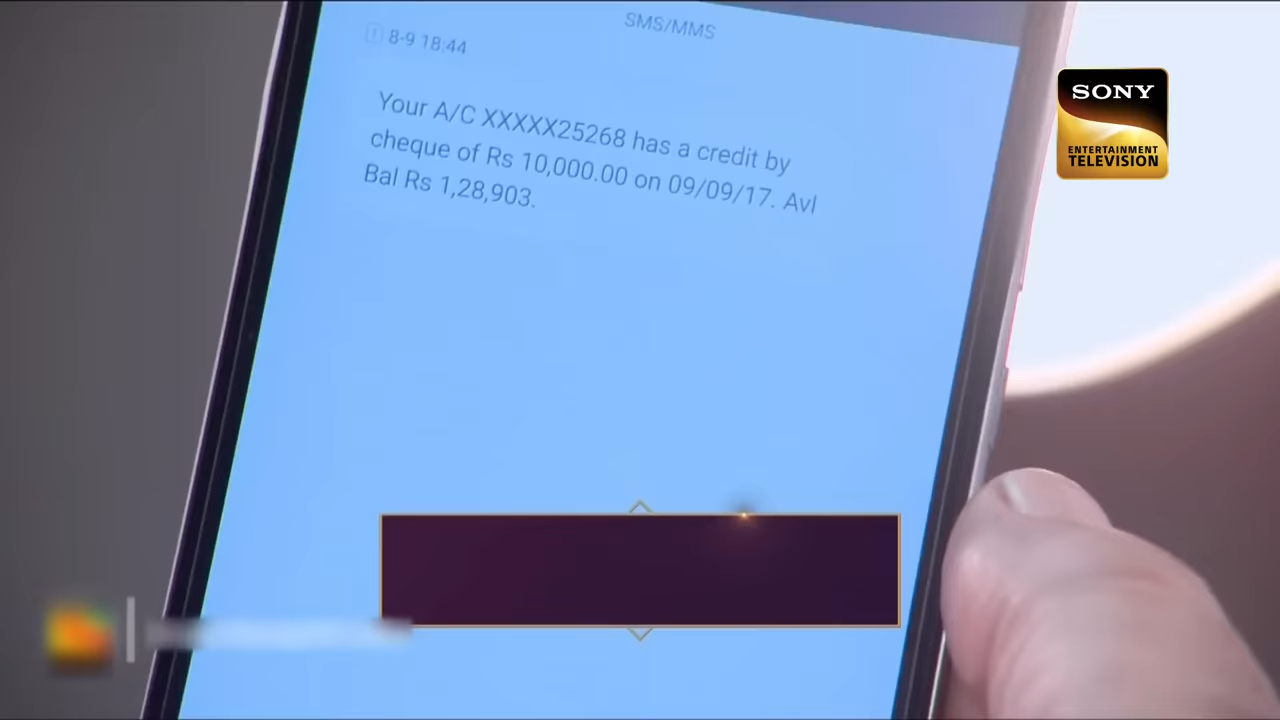 SMS/MMS
8-9 18:44
Your A/C XXXXX25268 has a credit by
cheque of Rs 10,000.00 on 09/09/17. Avl
Bal Rs 1,28,903.
SONY
ENTERTAINMENT
TELEVISION